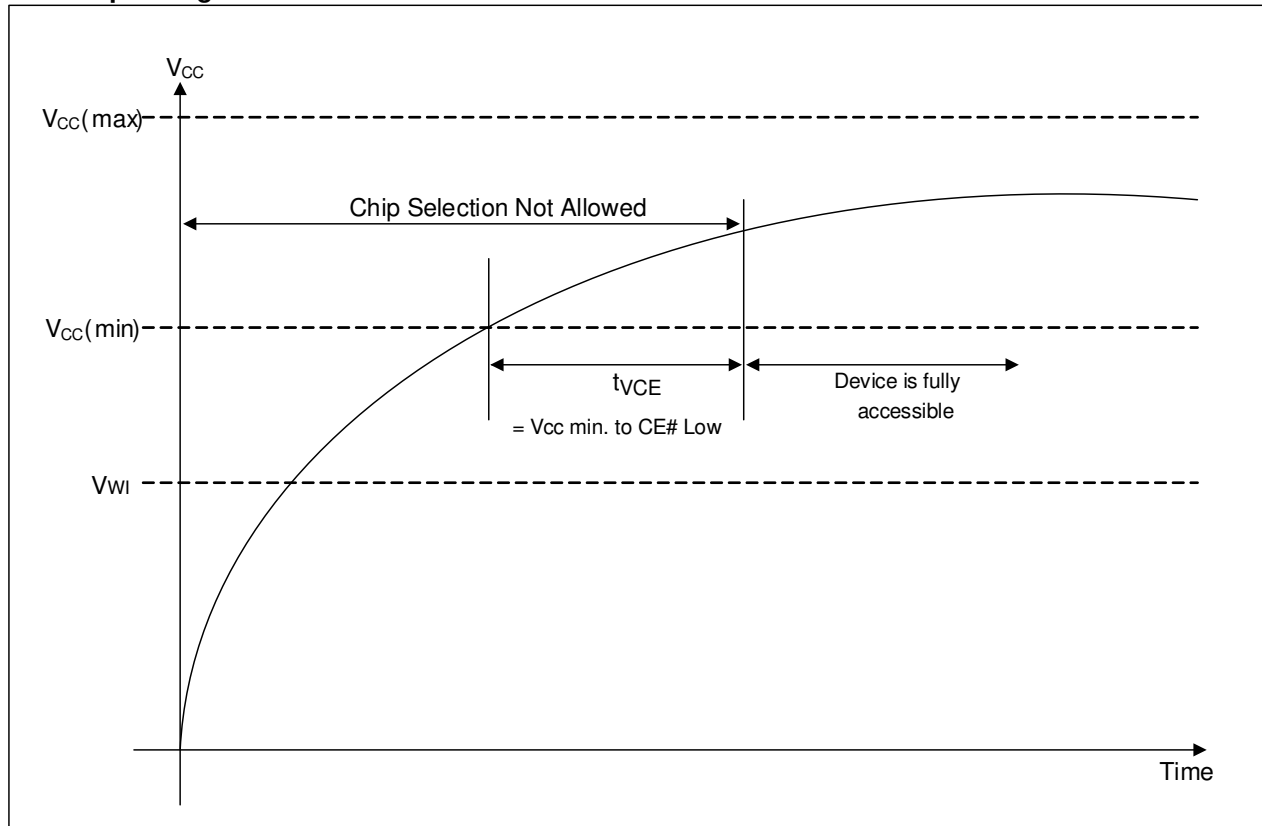 VCC
VCC(max)
Chip Selection Not Allowed
VCC(min)
tVCE
= Vcc min. to CE# Low
Device is fully
accessible
VWI
Time